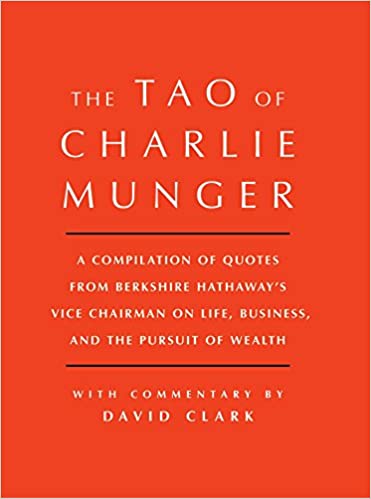 THE TAO OF
CHARLIE
MUNGER
A COMPILATION OF QUOTES
FROM BERKSHIRE HATHAWAY'S
VICE CHAIRMAN ON LIFE, BUSINESS,
AND THE PURSUIT OF WEALTH
WITH COMMENTARY BY
DAVID CLARK